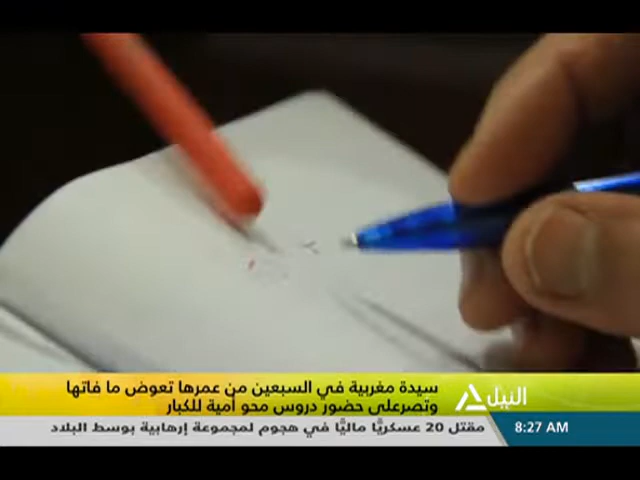 سيدة مغربية في السبعين من عمرها تعوض ما فاتها
وتصرعلى حضور دروس محو أمية للكبار
النيل
مقتل 20 عسكريًا ماليًا في هجوم لمجموعة إرهابية بوسط البلاد
8:27 AM